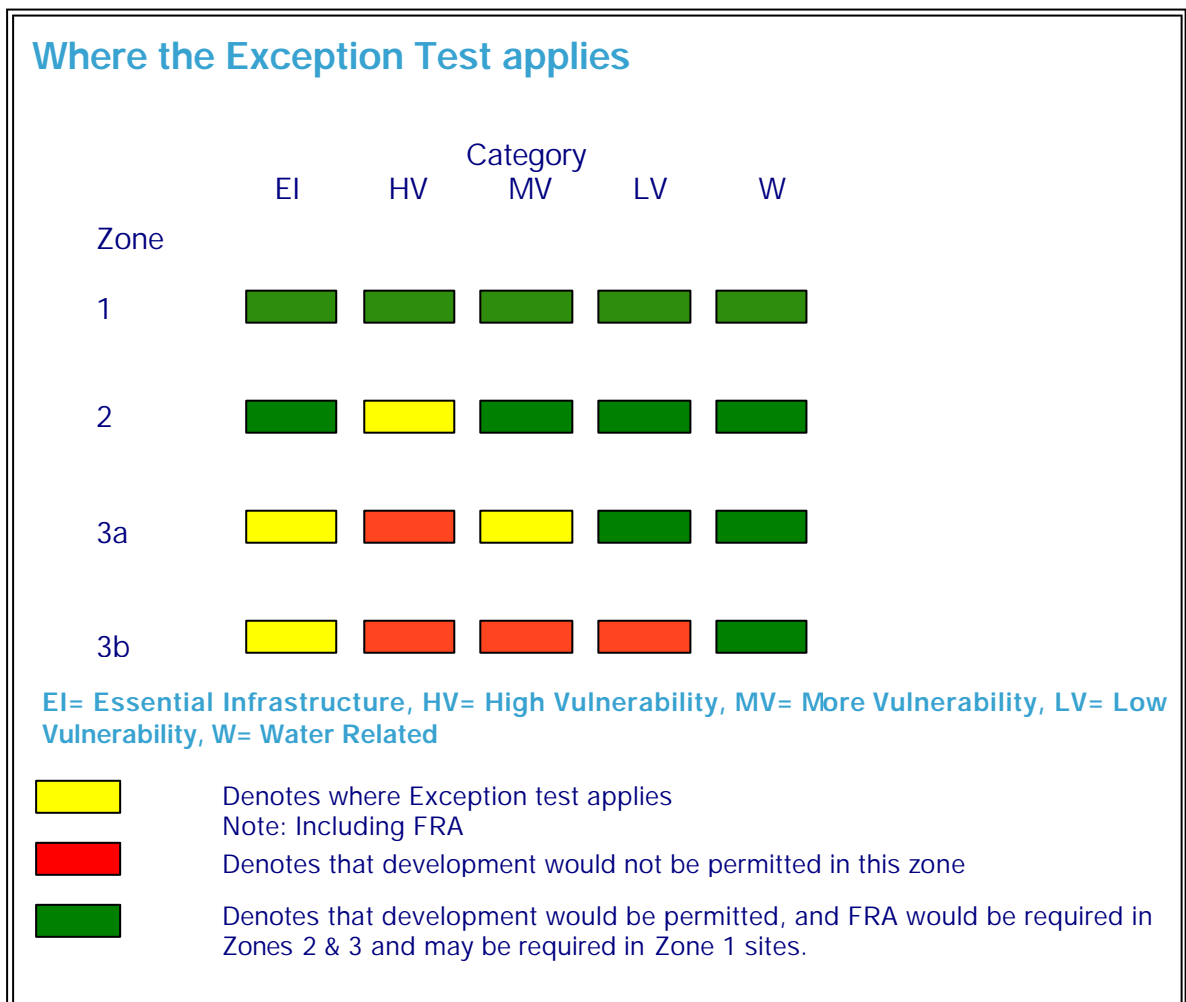 Where the Exception Test applies
Category
EI HV MV LV W
Zone
1
2
3a
3b
EI= Essential Infrastructure, HV= High Vulnerability, MV= More Vulnerability, LV= Low
Vulnerability, W= Water Related
Denotes where Exception test applies
Note: Including FRA
Denotes that development would not be permitted in this zone
Denotes that development would be permitted, and FRA would be required in
Zones 2 & 3 and may be required in Zone 1 sites.